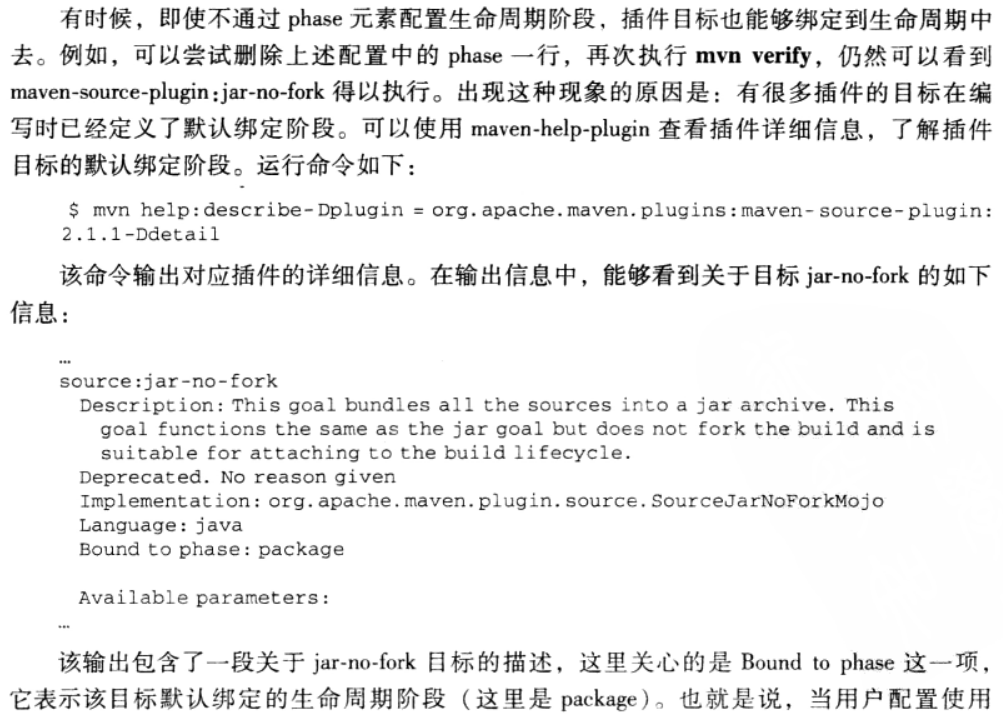 有时候，即使不通过 phase 元素配置生命周期阶段，插件目标也能够绑定到生命周期中
去。例如，可以尝试删除上述配置中的 phase 一行，再次执行 mvn verify，仍然可以看到
maven-source-plugin:jar-no-fork 得以执行。出现这种现象的原因是：有很多插件的目标在编
写时已经定义了默认绑定阶段。可以使用 maven-help-plugin 查看插件详细信息，了解插件
目标的默认绑定阶段。运行命令如下：
$ mvn help:describe-Dplugin = org.apache.maven.plugins:maven-source-plugin:
2.1.1-Ddetail
该命令输出对应插件的详细信息。在输出信息中，能够看到关于目标 jar-no-fork 的如下
信息：
…
source:jar-no-fork
Description: This goal bundles all the sources into a jar archive. This
goal functions the same as the jar goal but does not fork the build and is
suitable for attaching to the build lifecycle.
Deprecated. No reason given
Implementation: org.apache.maven.plugin.source.SourceJarNoForkMojo
Language: java
Bound to phase: package
Available parameters:
…
该输出包含了一段关于 jar-no-fork 目标的描述，这里关心的是 Bound to phase 这一项，
它表示该目标默认绑定的生命周期阶段（这里是 package）。也就是说，当用户配置使用